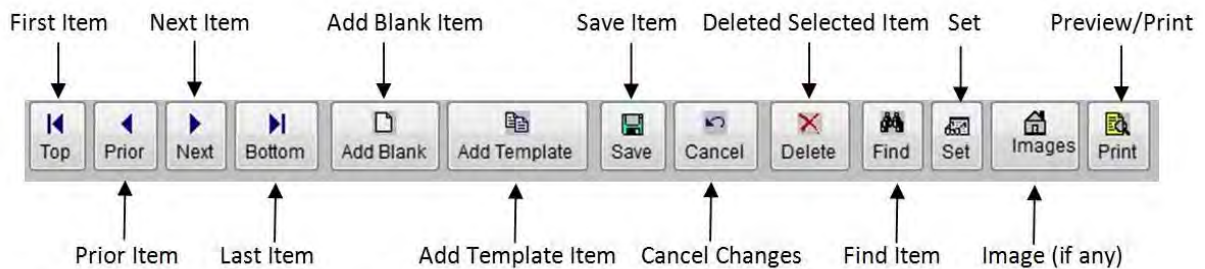 First Item Next Item Add Blank Item Save Item Deleted Selected Item Set Preview/Print
Top Prior Next Bottom Add Blank Add Template Save Cancel Delete Find Set Images Print
Prior Item Last Item Add Template Item Cancel Changes Find Item Image (if any)